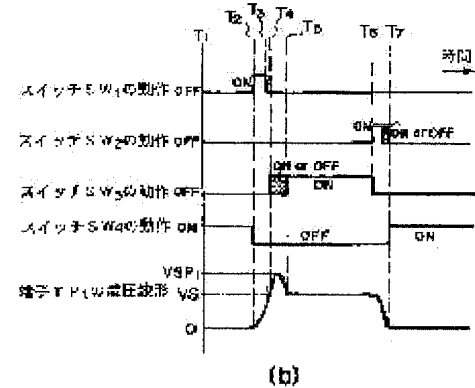 T1 T2 T3 T4 T5 T6 T7
時間
スイッチSW1の動作 OFF ON
スイッチSW2の動作 OFF ON ON or OFF
スイッチSW3の動作 OFF ON or OFF ON
スイッチSW4の動作 ON OFF ON
VSP1
端子TP1の電圧波形 VS
0
(b)